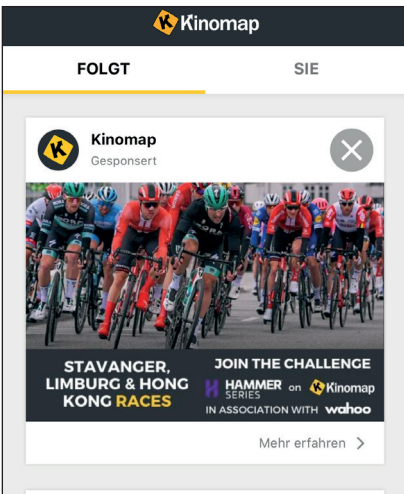 Kinomap
FOLGT
SIE
Kinomap
Gesponsert
STAVANGER,
LIMBURG & HONG
KONG RACES
JOIN THE CHALLENGE
HAMMER SERIES on Kinomap
IN ASSOCIATION WITH wahoo
Mehr erfahren